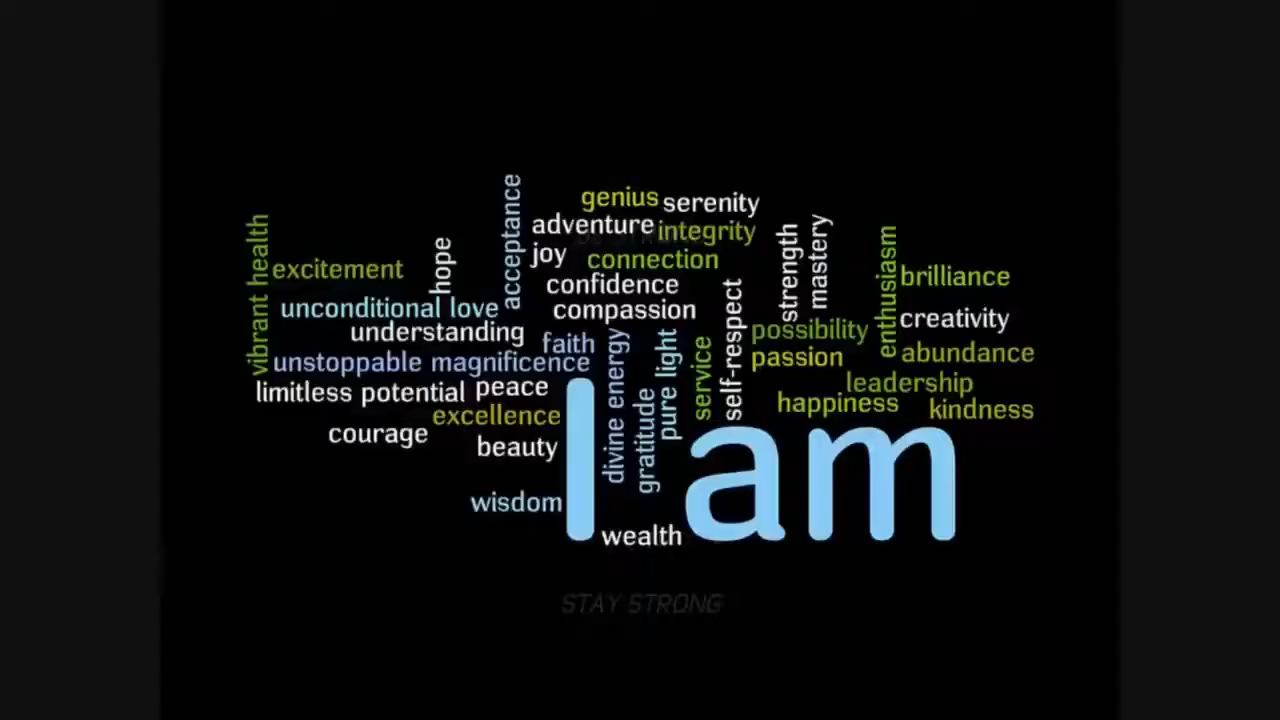 genius
serenity
acceptance
adventure
integrity
vibrant health
excitement
hope
joy
connection
strength
mastery
enthusiasm
brilliance
confidence
unconditional love
compassion
creativity
understanding
faith
self-respect
possibility
unstoppable magnificence
divine energy
pure light
service
passion
abundance
limitless potential
peace
gratitude
leadership
excellence
happiness
kindness
courage
beauty
I am
wisdom
wealth
STAY STRONG